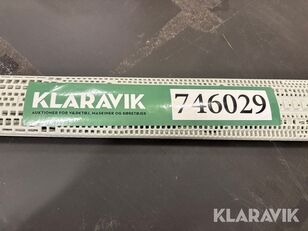 KLARAVIK
AUKTIONER FOR VÆRKTØJ, MASKINER OG KØRETØJER
746029
KLARAVIK